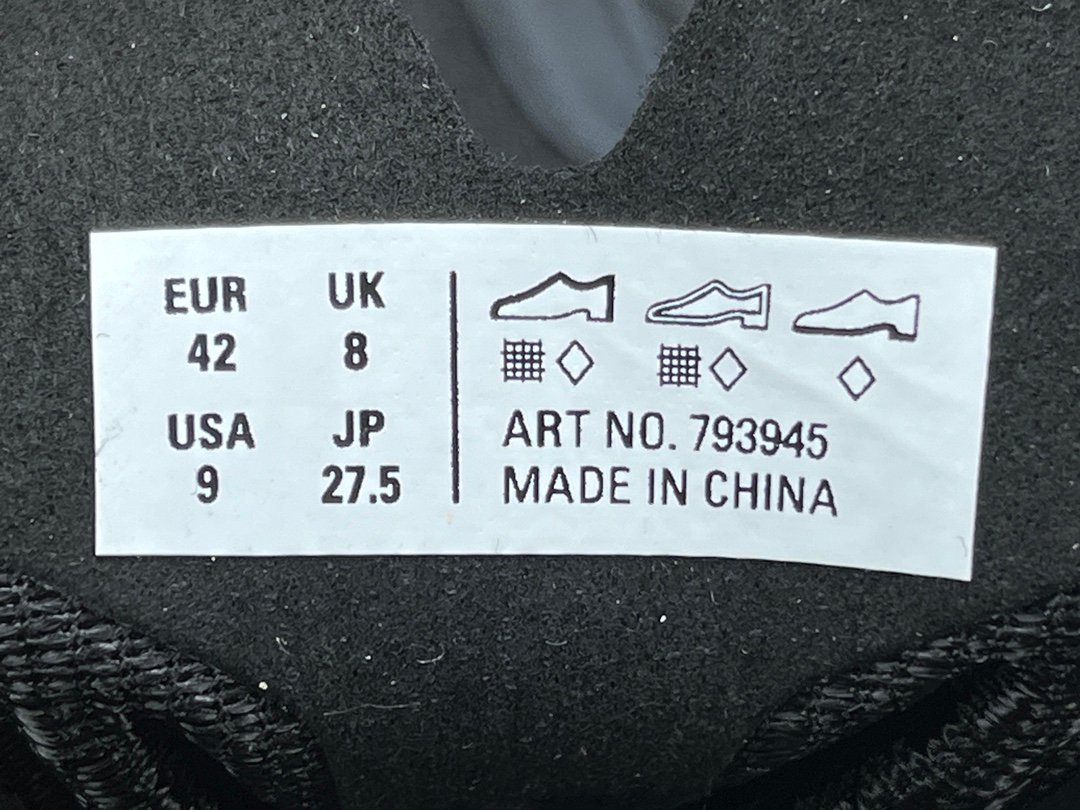 EUR UK
42 8
USA JP
9 27.5
ART NO. 793945
MADE IN CHINA